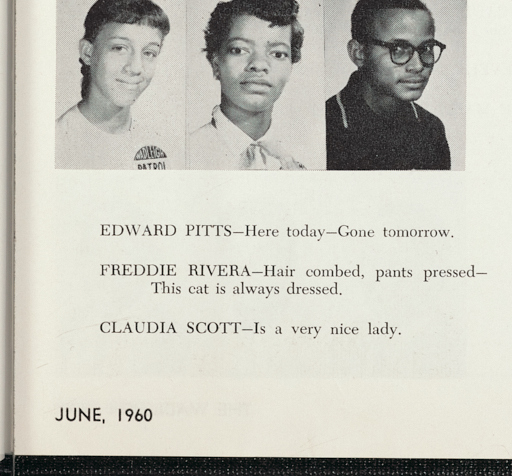 WADLEIGH
PATROL
EDWARD PITTS—Here today—Gone tomorrow.
FREDDIE RIVERA—Hair combed, pants pressed—
This cat is always dressed.
CLAUDIA SCOTT—Is a very nice lady.
JUNE, 1960